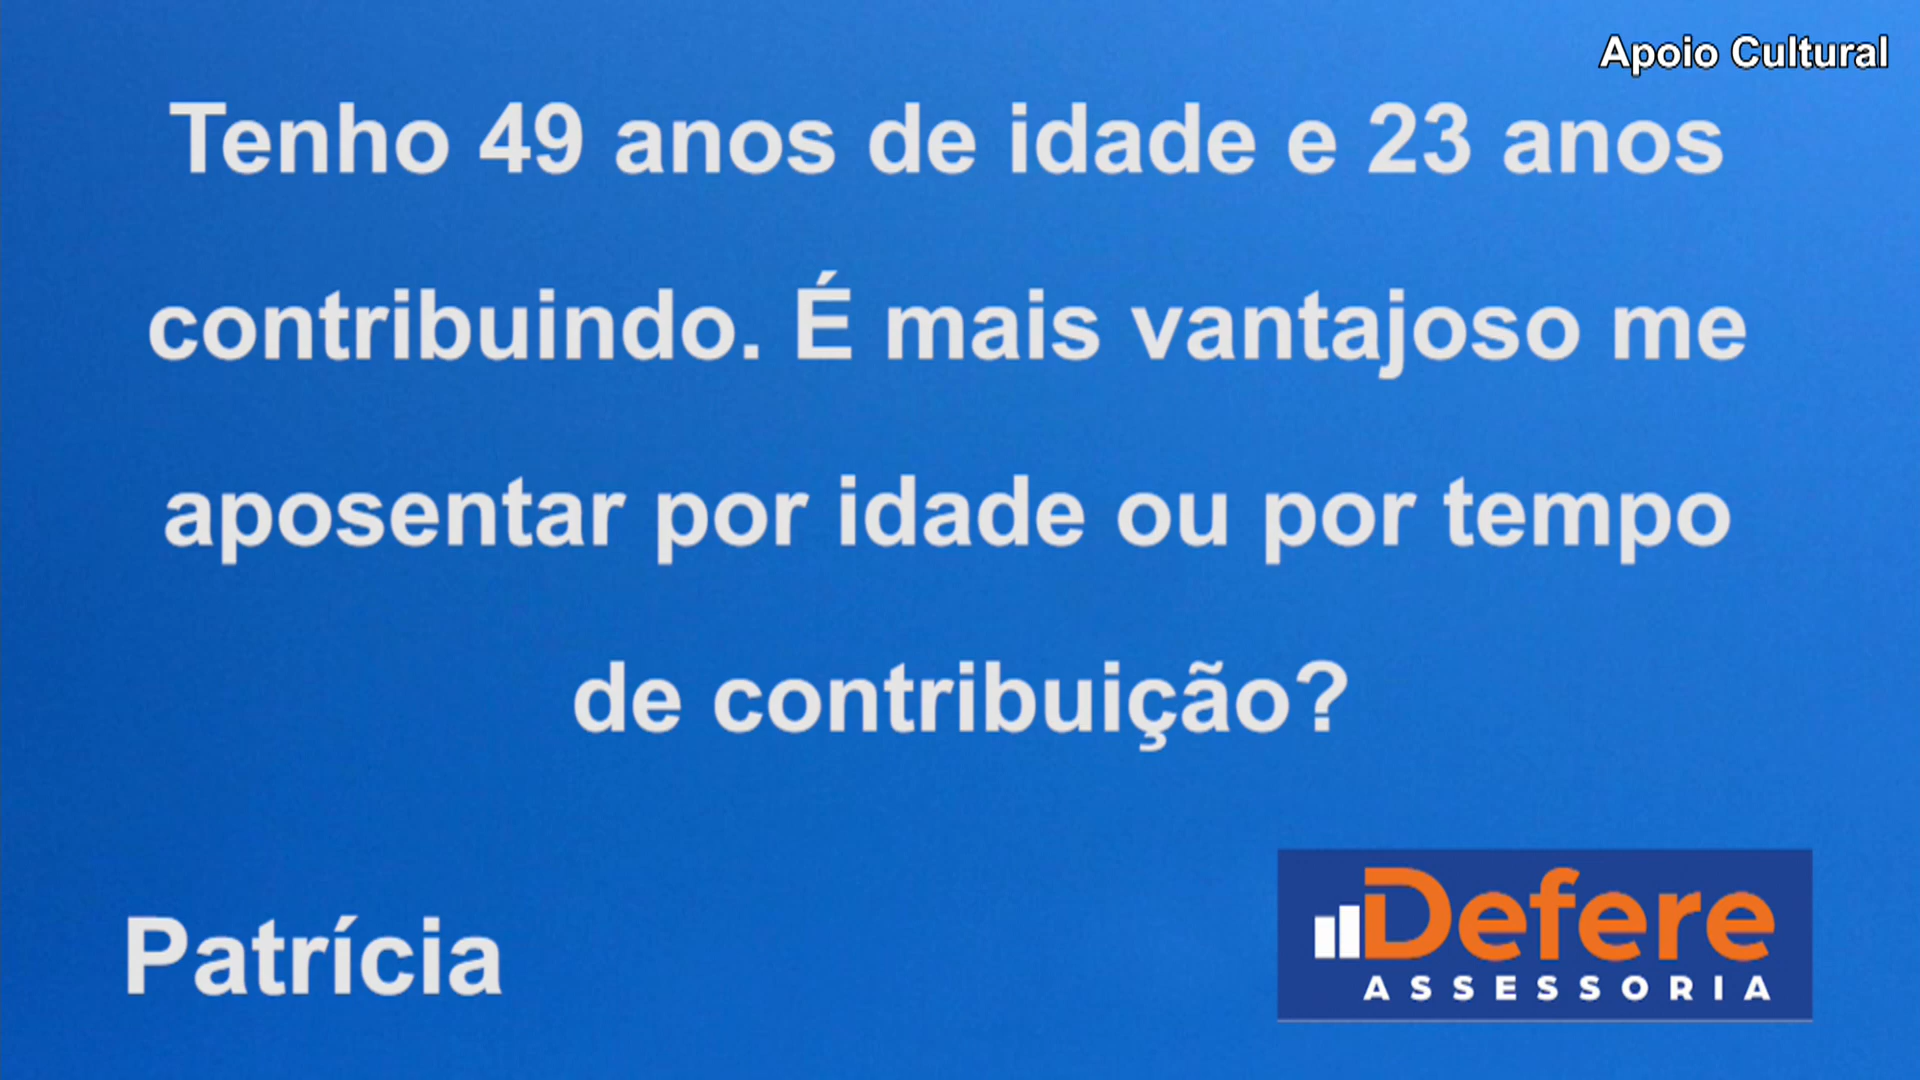 Apoio Cultural
Tenho 49 anos de idade e 23 anos
contribuindo. É mais vantajoso me
aposentar por idade ou por tempo
de contribuição?
Patrícia
Defere
ASSESSORIA